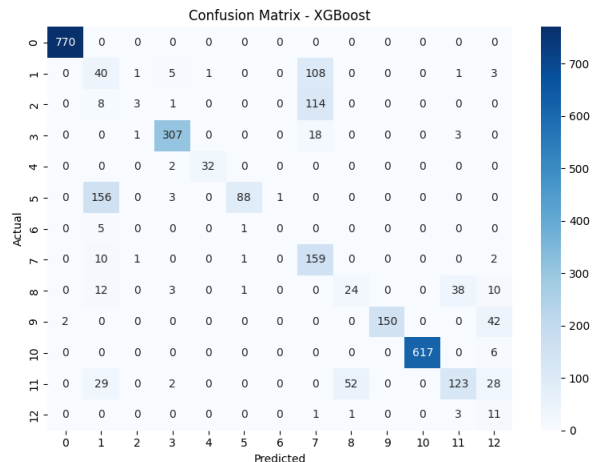 Confusion Matrix - XGBoost
0 770 0 0 0 0 0 0 0 0 0 0 0 0
1 0 40 1 5 1 0 0 108 0 0 0 1 3
2 0 8 3 1 0 0 0 114 0 0 0 0 0
3 0 0 1 307 0 0 0 18 0 0 0 3 0
4 0 0 0 2 32 0 0 0 0 0 0 0 0
5 0 156 0 3 0 88 1 0 0 0 0 0 0
6 0 5 0 0 0 1 0 0 0 0 0 0 0
7 0 10 1 0 0 1 0 159 0 0 0 0 2
8 0 12 0 3 0 1 0 0 24 0 0 38 10
9 2 0 0 0 0 0 0 0 0 150 0 0 42
10 0 0 0 0 0 0 0 0 0 0 617 0 6
11 0 29 0 2 0 0 0 0 52 0 0 123 28
12 0 0 0 0 0 0 0 1 1 0 0 3 11
0 1 2 3 4 5 6 7 8 9 10 11 12
Predicted
Actual
700
600
500
400
300
200
100
0